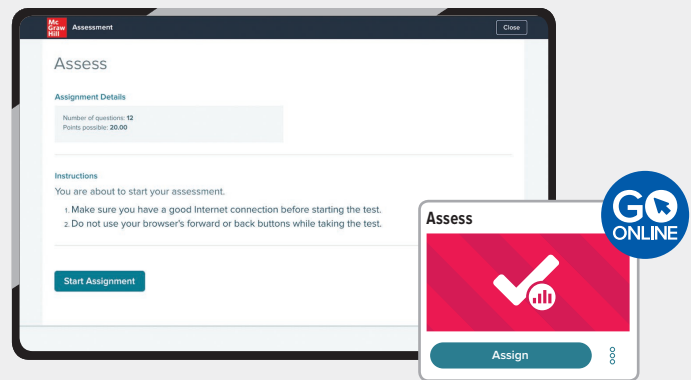 Mc
Graw
Hill
Assessment
Close
Assess
Assignment Details
Number of questions: 12
Points possible: 20.00
Instructions
You are about to start your assessment.
1. Make sure you have a good Internet connection before starting the test.
2. Do not use your browser's forward or back buttons while taking the test.
Start Assignment
Assess
Assign
GO
ONLINE